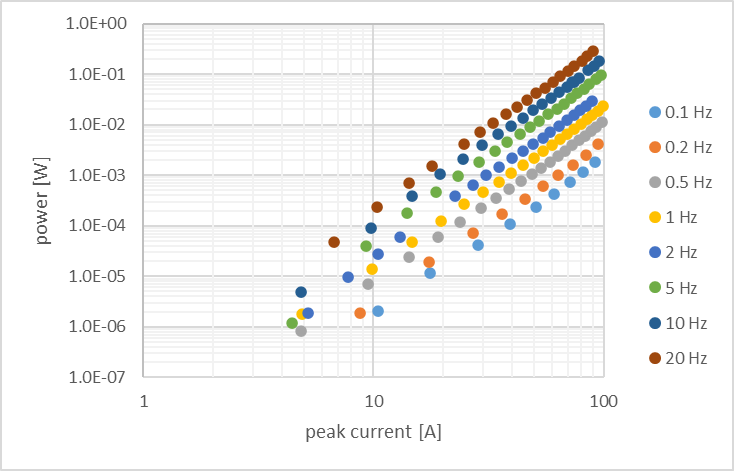 1.0E+00
1.0E-01
1.0E-02
1.0E-03
1.0E-04
1.0E-05
1.0E-06
1.0E-07
power [W]
1 10 100
peak current [A]
0.1 Hz
0.2 Hz
0.5 Hz
1 Hz
2 Hz
5 Hz
10 Hz
20 Hz